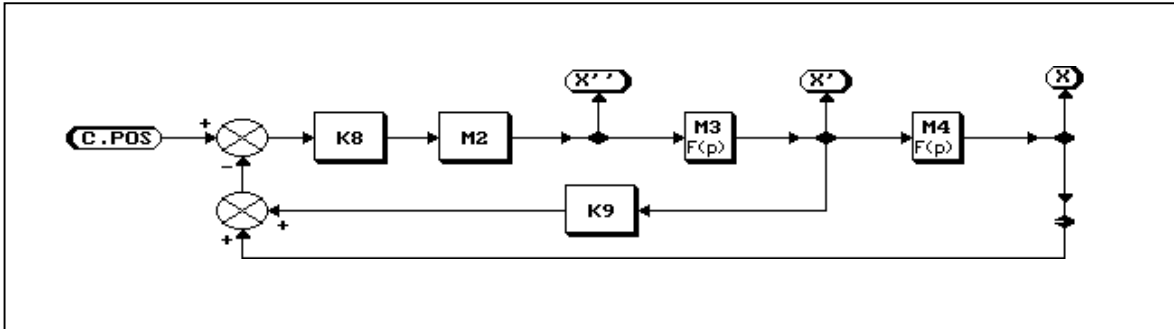 X'' X' X
+
C.POS K8 M2 M3 M4
F(p) F(p)
−
K9
+ +